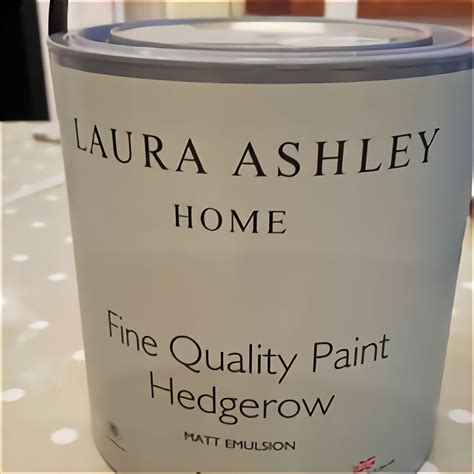 LAURA ASHLEY
HOME
Fine Quality Paint
Hedgerow
MATT EMULSION